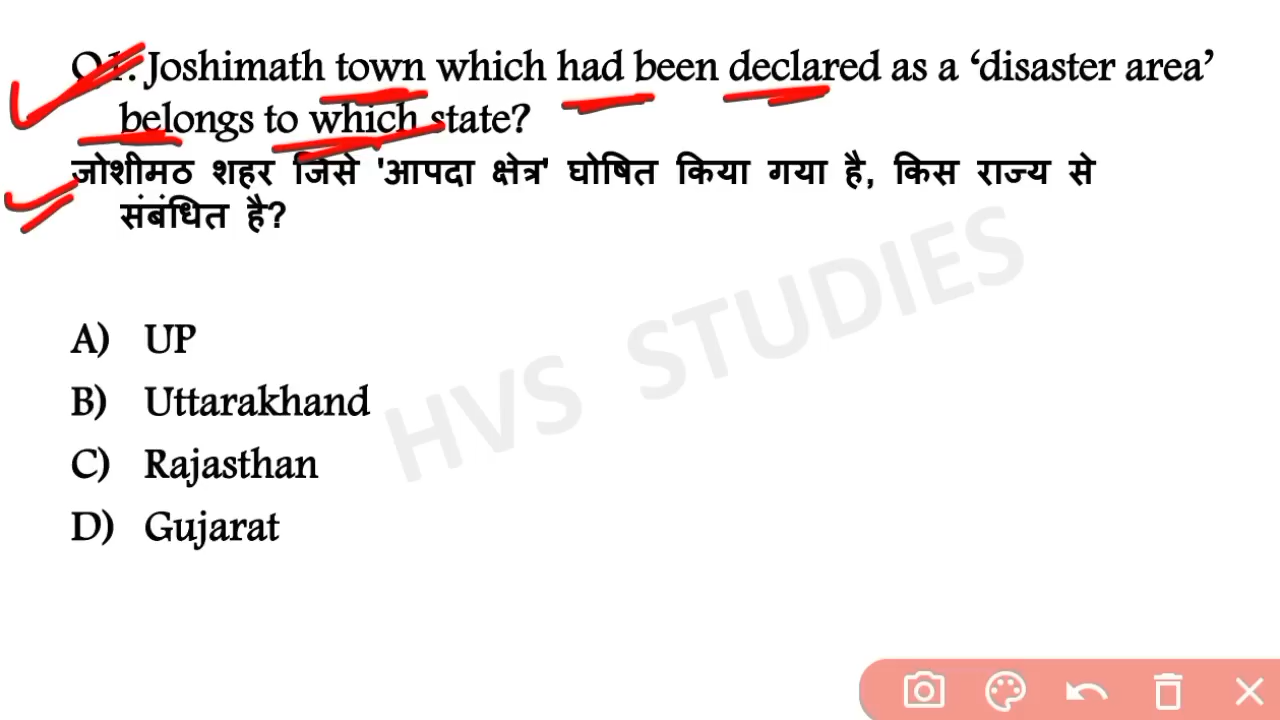 Q1. Joshimath town which had been declared as a ‘disaster area’
belongs to which state?
जोशीमठ शहर जिसे 'आपदा क्षेत्र' घोषित किया गया है, किस राज्य से
संबंधित है?
HVS STUDIES
A) UP
B) Uttarakhand
C) Rajasthan
D) Gujarat